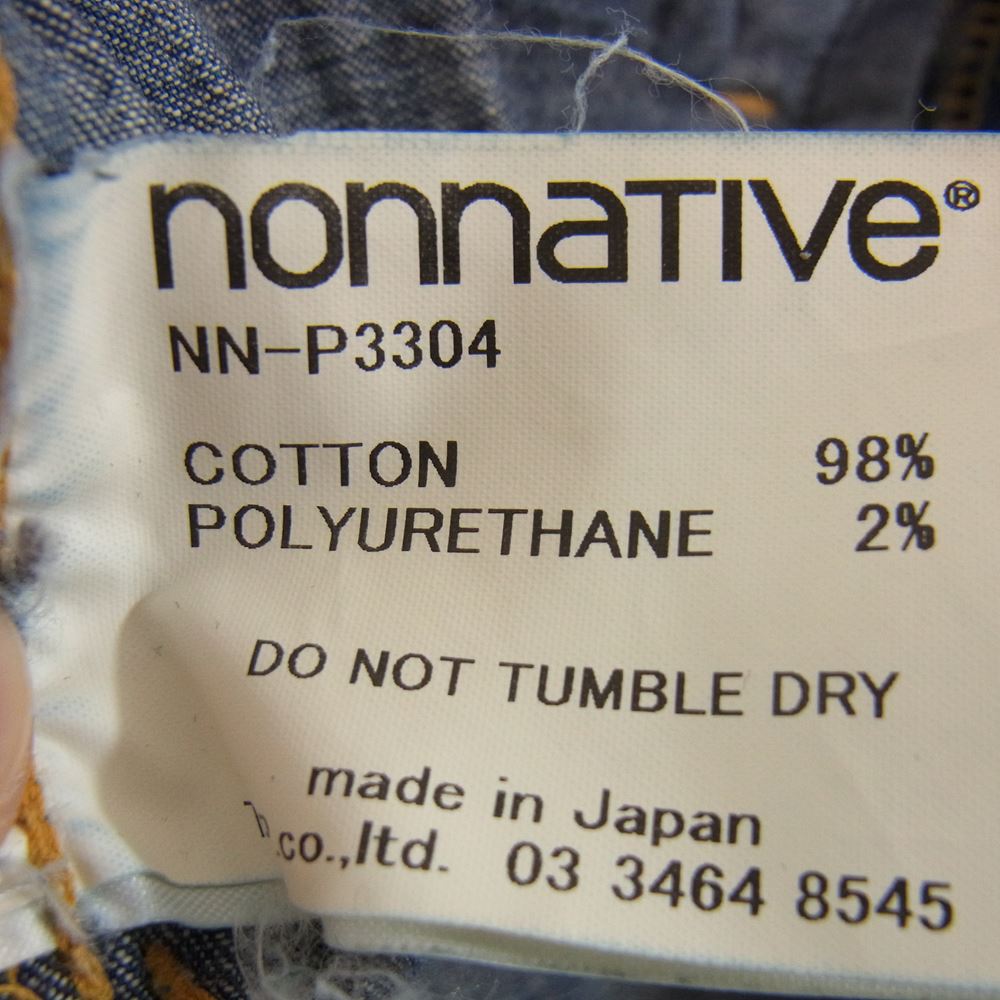 nonnaTIVe®
NN-P3304
COTTON 98%
POLYURETHANE 2%
DO NOT TUMBLE DRY
made in Japan
co.,ltd. 03 3464 8545